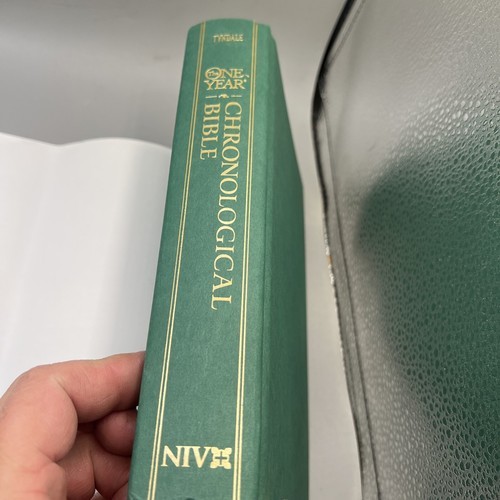 TYNDALE
The ONE
YEAR®
CHRONOLOGICAL
BIBLE
NIV